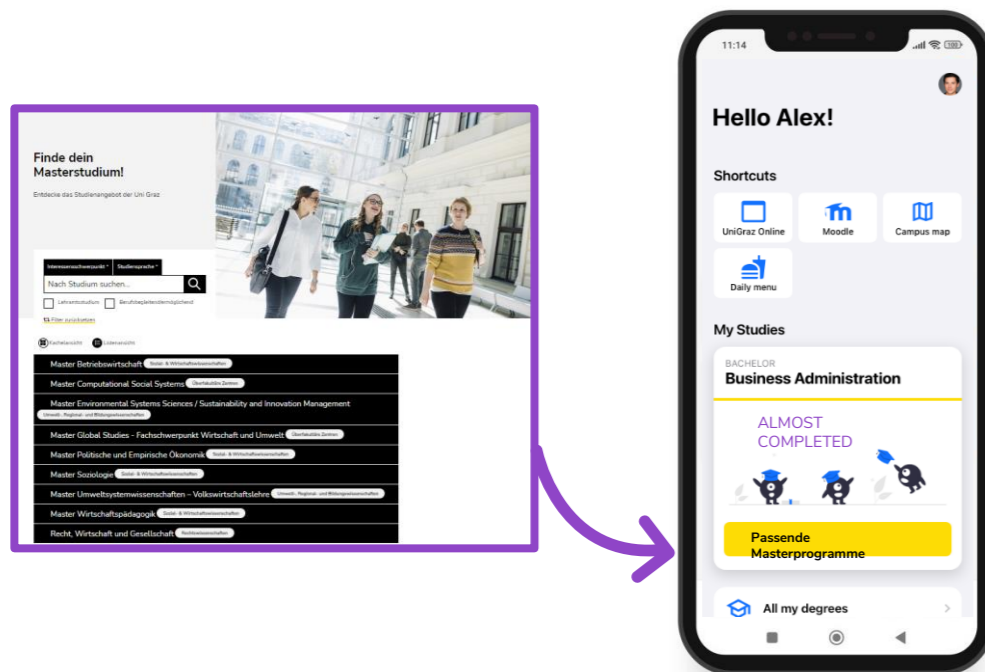 Finde dein
Masterstudium!
Entdecke das Studienangebot der Uni Graz
Interessensschwerpunkt Studiensprache
Nach Studium suchen...
Lehramtsstudium Berufsbegleitend/ermöglichend
Filter zurücksetzen
Kachelansicht Listenansicht
Master Betriebswirtschaft Sozial- & Wirtschaftswissenschaften
Master Computational Social Systems Überfakultäre Zentren
Master Environmental Systems Sciences / Sustainability and Innovation Management
Umwelt-, Regional- und Bildungswissenschaften
Master Global Studies - Fachschwerpunkt Wirtschaft und Umwelt Überfakultäre Zentren
Master Politische und Empirische Ökonomik Sozial- & Wirtschaftswissenschaften
Master Soziologie Sozial- & Wirtschaftswissenschaften
Master Umweltsystemwissenschaften – Volkswirtschaftslehre Umwelt-, Regional- und Bildungswissenschaften
Master Wirtschaftspädagogik Sozial- & Wirtschaftswissenschaften
Recht, Wirtschaft und Gesellschaft Rechtswissenschaften
11:14 100
Hello Alex!
Shortcuts
UniGraz Online Moodle Campus map
Daily menu
My Studies
BACHELOR
Business Administration
ALMOST
COMPLETED
Passende
Masterprogramme
All my degrees